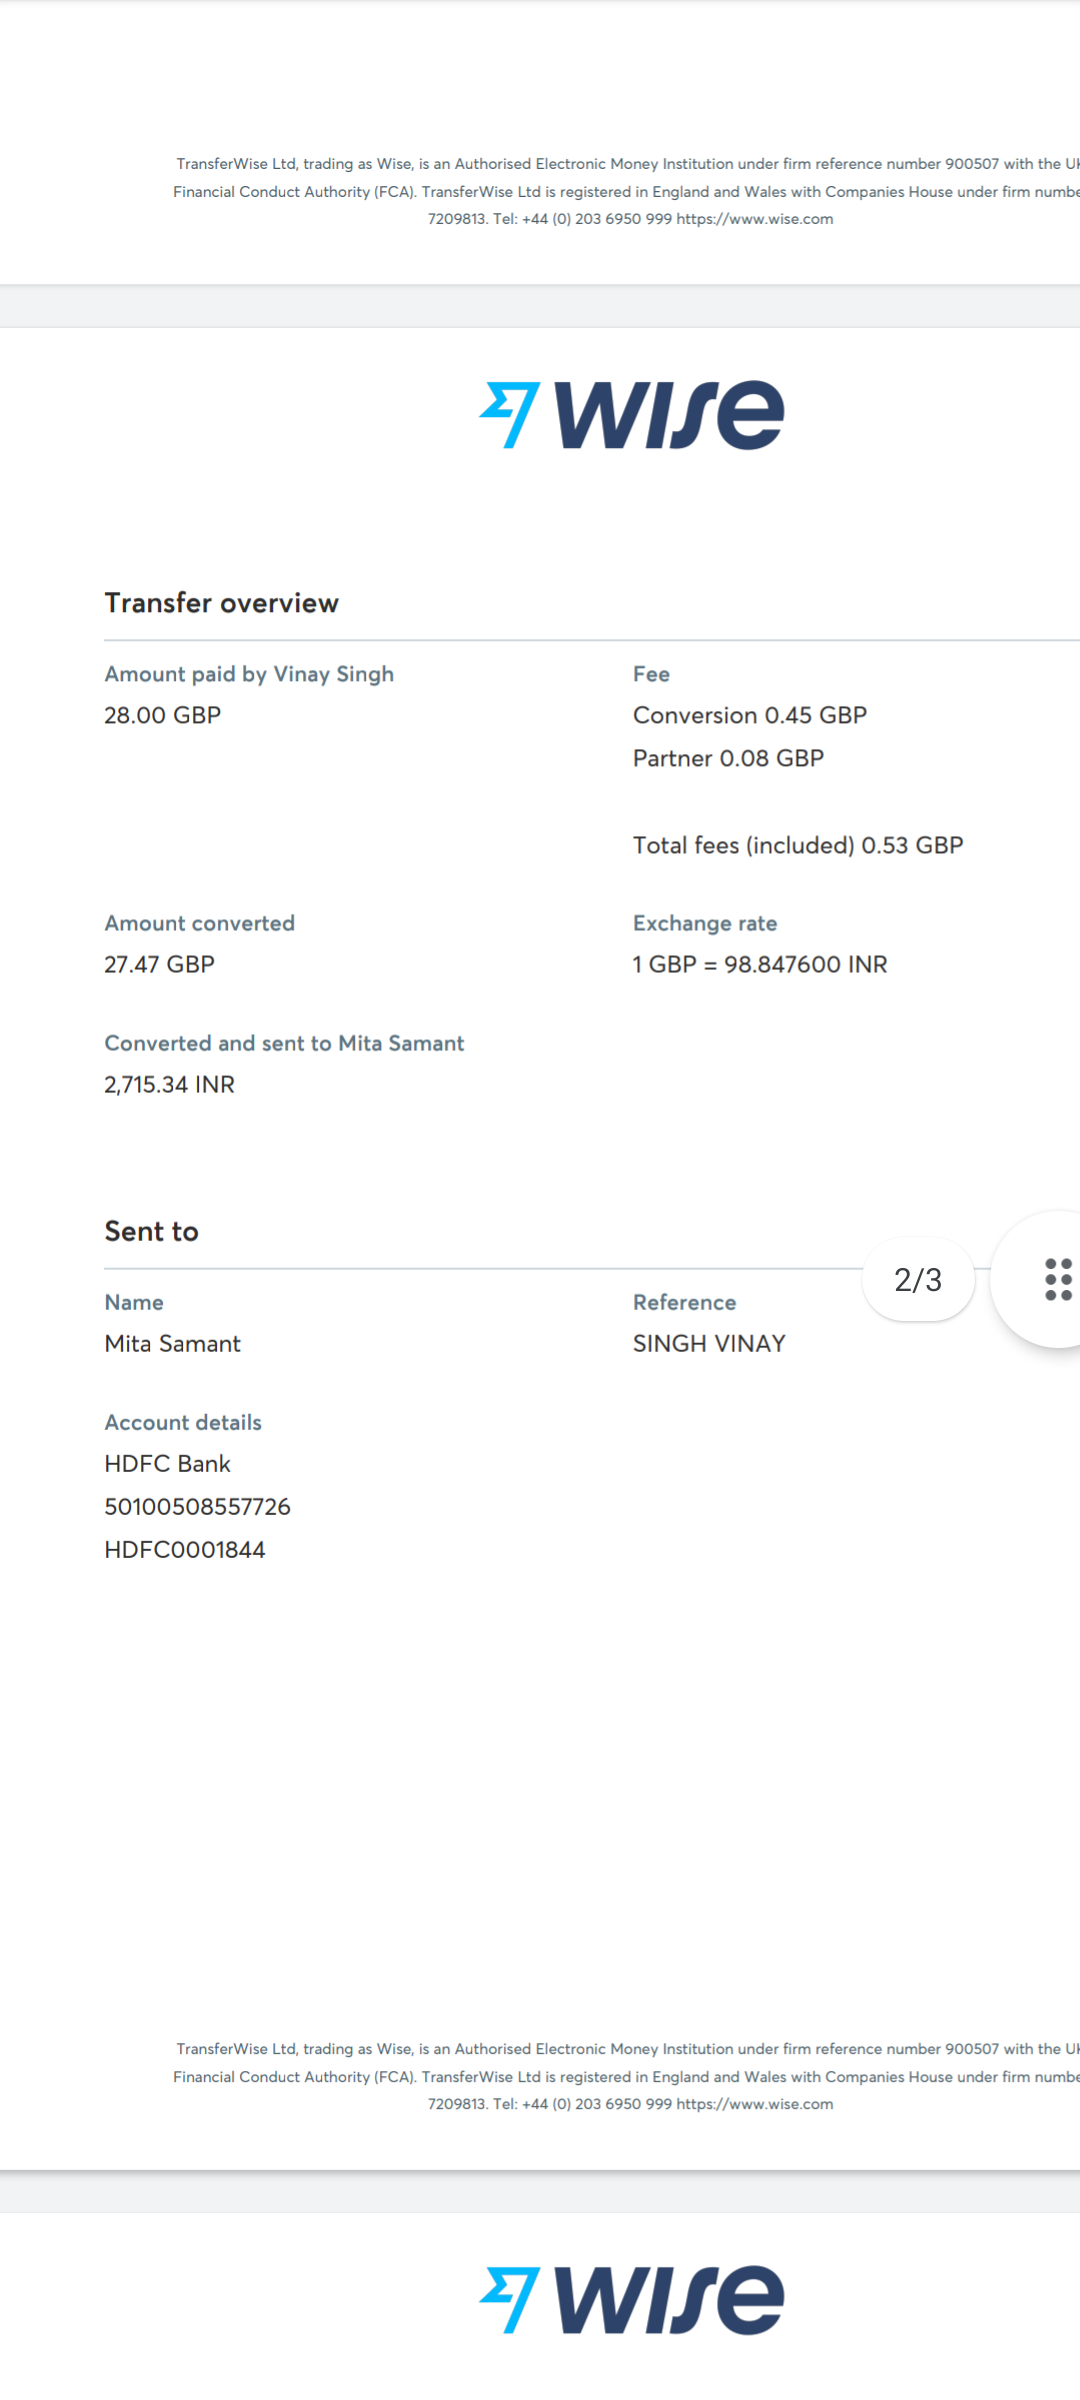 TransferWise Ltd, trading as Wise, is an Authorised Electronic Money Institution under firm reference number 900507 with the
Financial Conduct Authority (FCA). TransferWise Ltd is registered in England and Wales with Companies House under firm
7209813. Tel: +44 (0) 203 6950 999 https://www.wise.com
wise
Transfer overview
Amount paid by Vinay Singh
28.00 GBP
Fee
Conversion 0.45 GBP
Partner 0.08 GBP
Total fees (included) 0.53 GBP
Amount converted
27.47 GBP
Exchange rate
1 GBP = 98.847600 INR
Converted and sent to Mita Samant
2,715.34 INR
Sent to
2/3
Name
Mita Samant
Reference
SINGH VINAY
Account details
HDFC Bank
50100508557726
HDFC0001844
TransferWise Ltd, trading as Wise, is an Authorised Electronic Money Institution under firm reference number 900507 with the
Financial Conduct Authority (FCA). TransferWise Ltd is registered in England and Wales with Companies House under firm
7209813. Tel: +44 (0) 203 6950 999 https://www.wise.com
wise